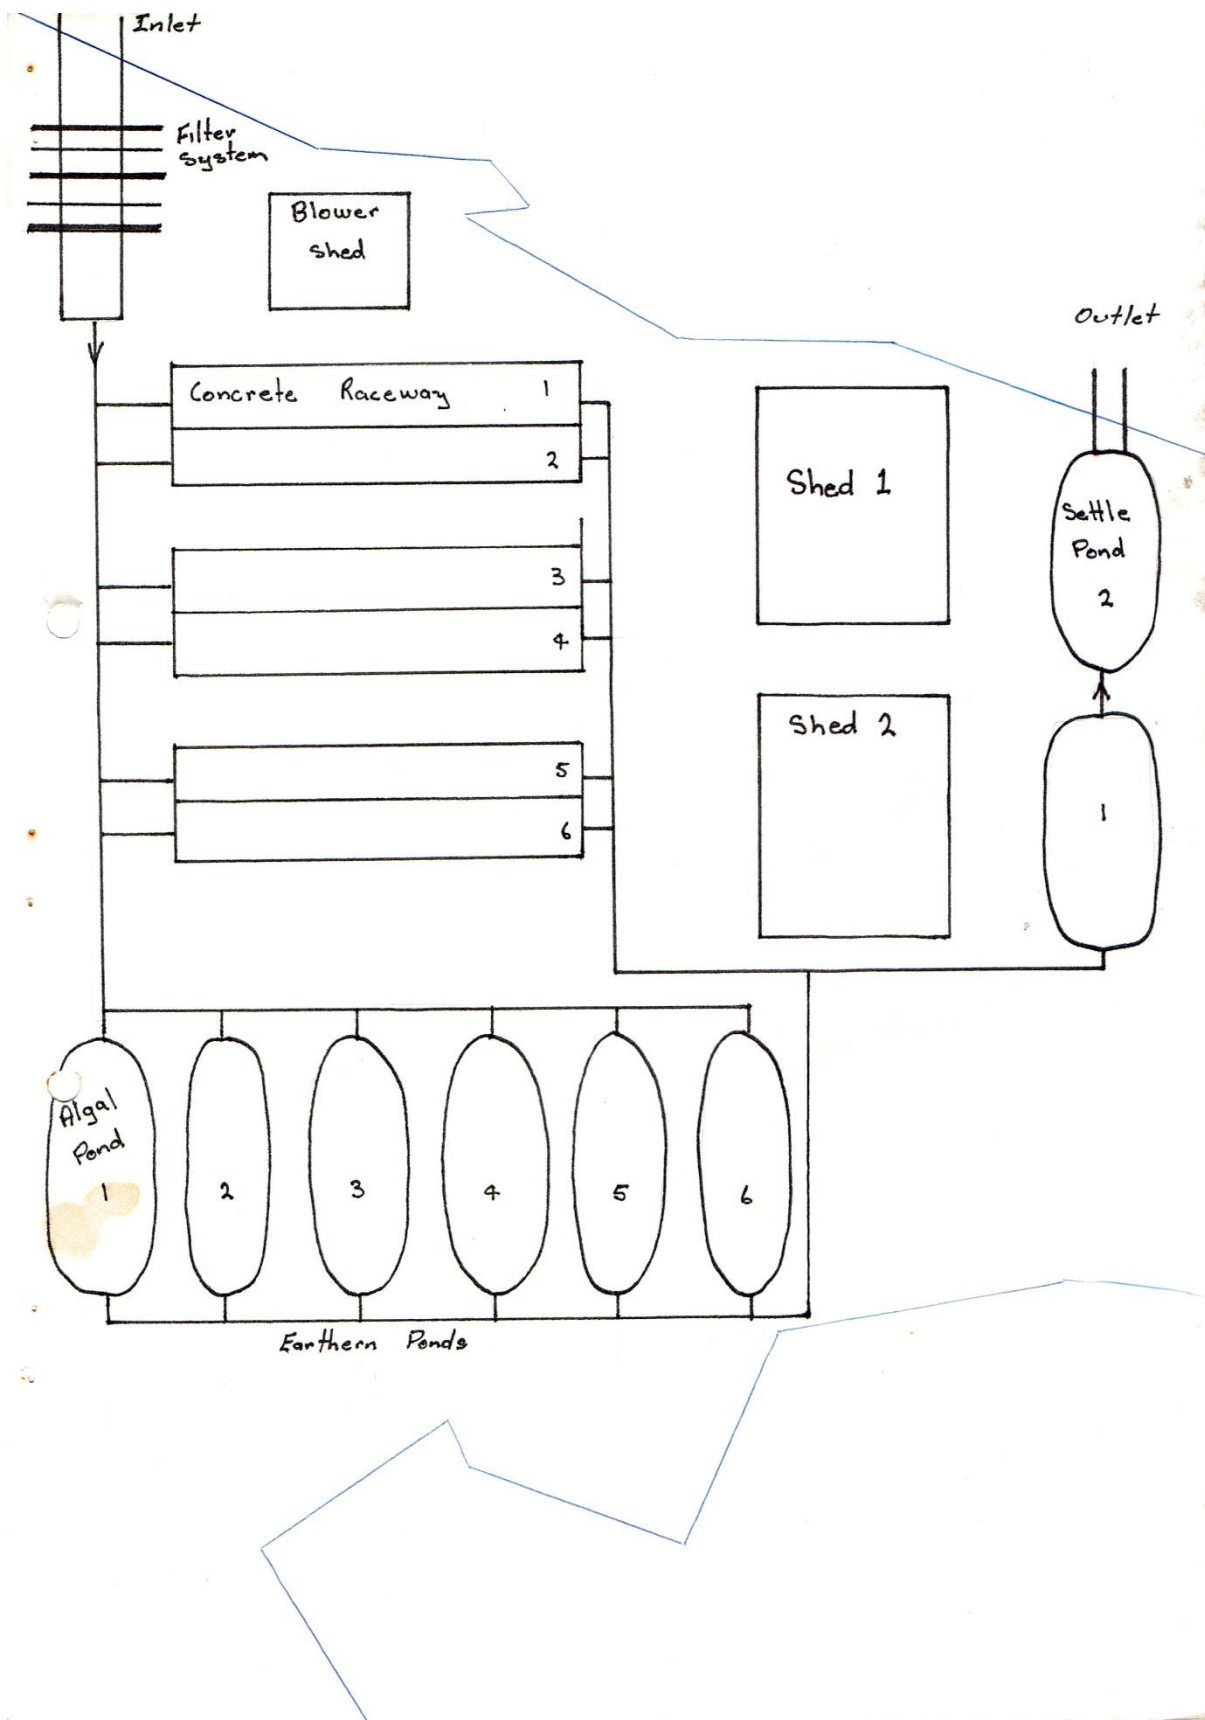 Inlet
Filter
System
Blower
Shed
Outlet
Concrete Raceway 1
2
3
4
5
6
Shed 1
Shed 2
Settle
Pond
2
1
Algal
Pond
1
2
3
4
5
6
Earthern Ponds